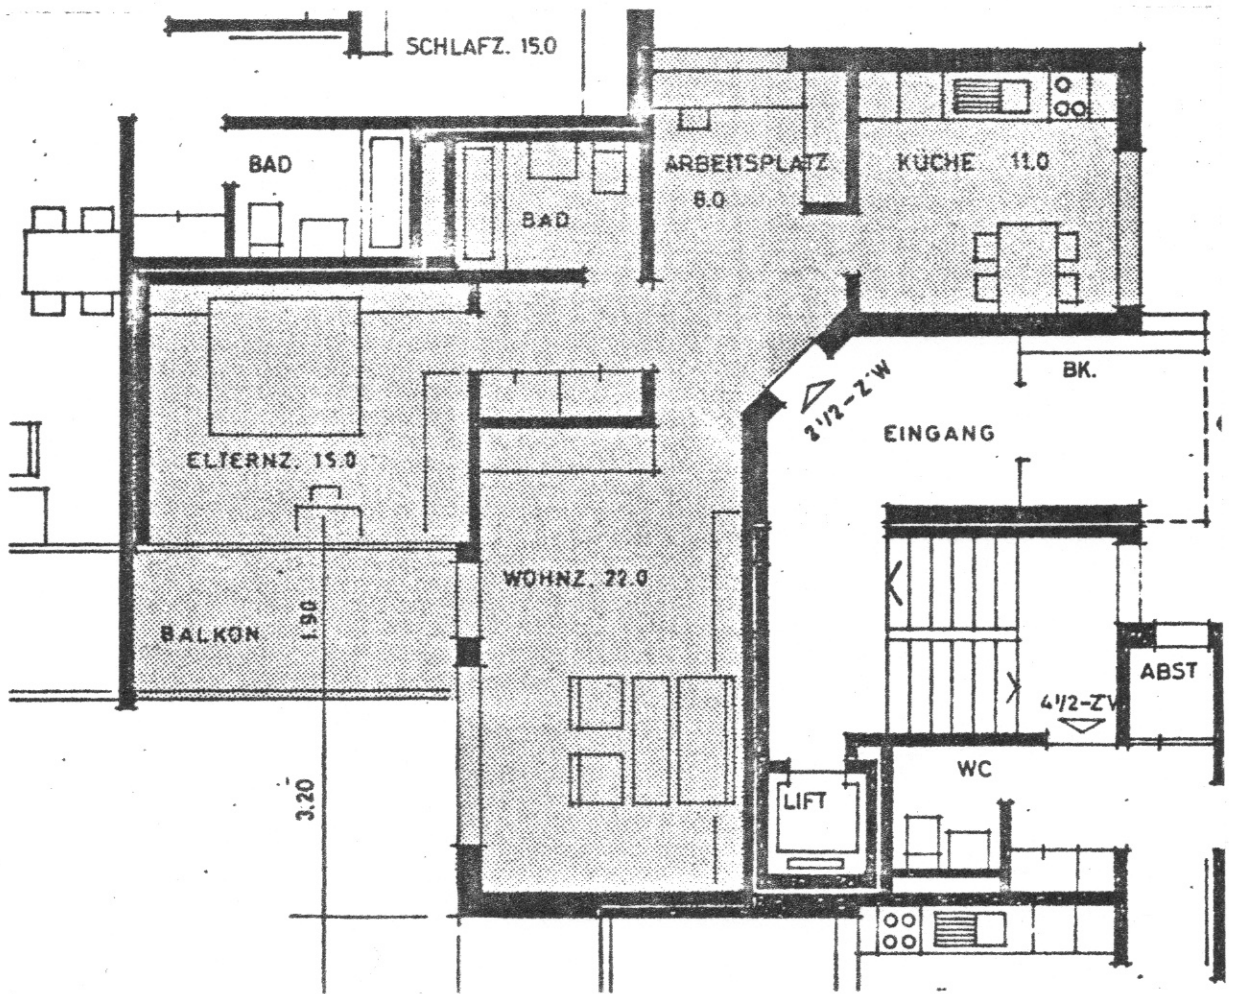 SCHLAFZ. 15.0
BAD
ARBEITSPLATZ
8.0
KÜCHE 11.0
BAD
BK.
2 1/2-Z'W
EINGANG
ELTERNZ. 15.0
WOHNZ. 22.0
BALKON
1.90
ABST
4 1/2-Z'W
WC
3.20
LIFT